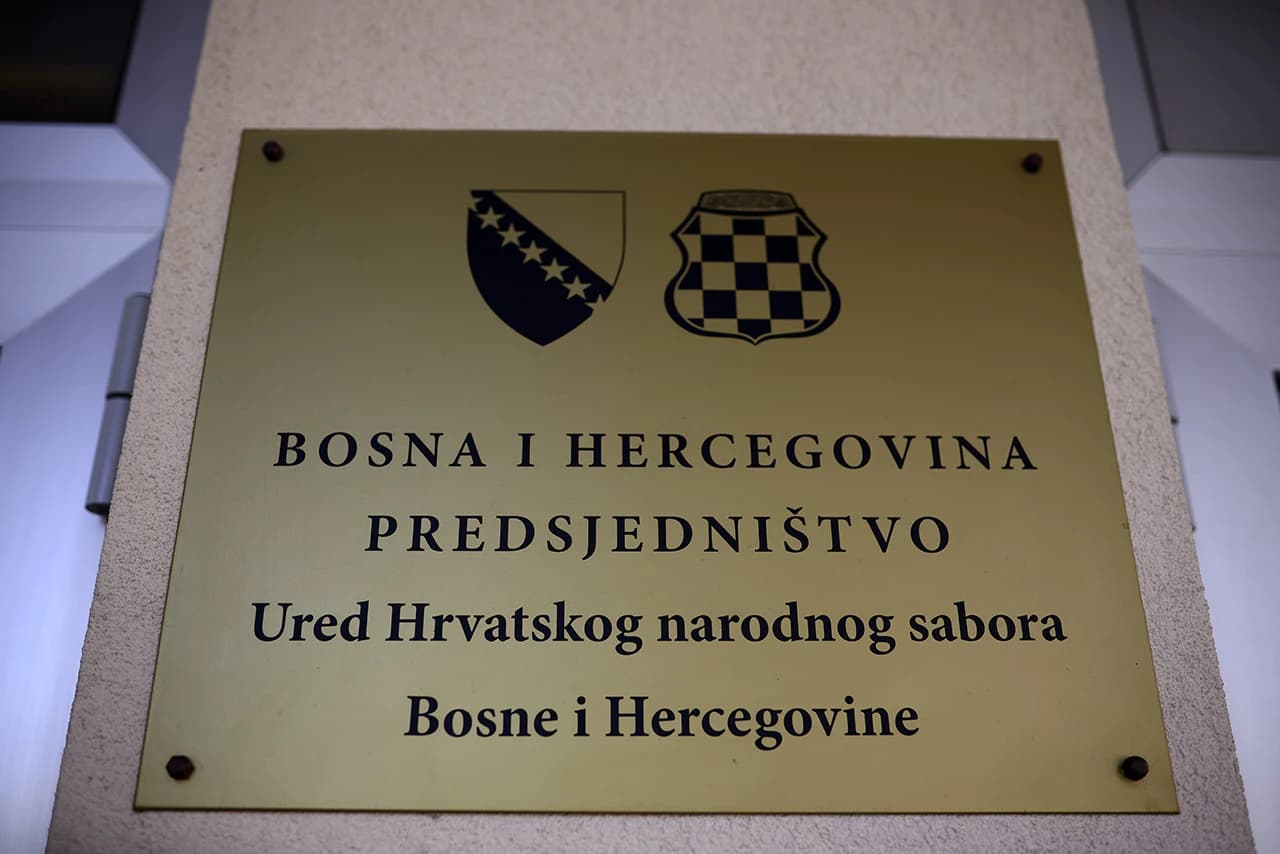 BOSNA I HERCEGOVINA
PREDSJEDNIŠTVO
Ured Hrvatskog narodnog sabora
Bosne i Hercegovine